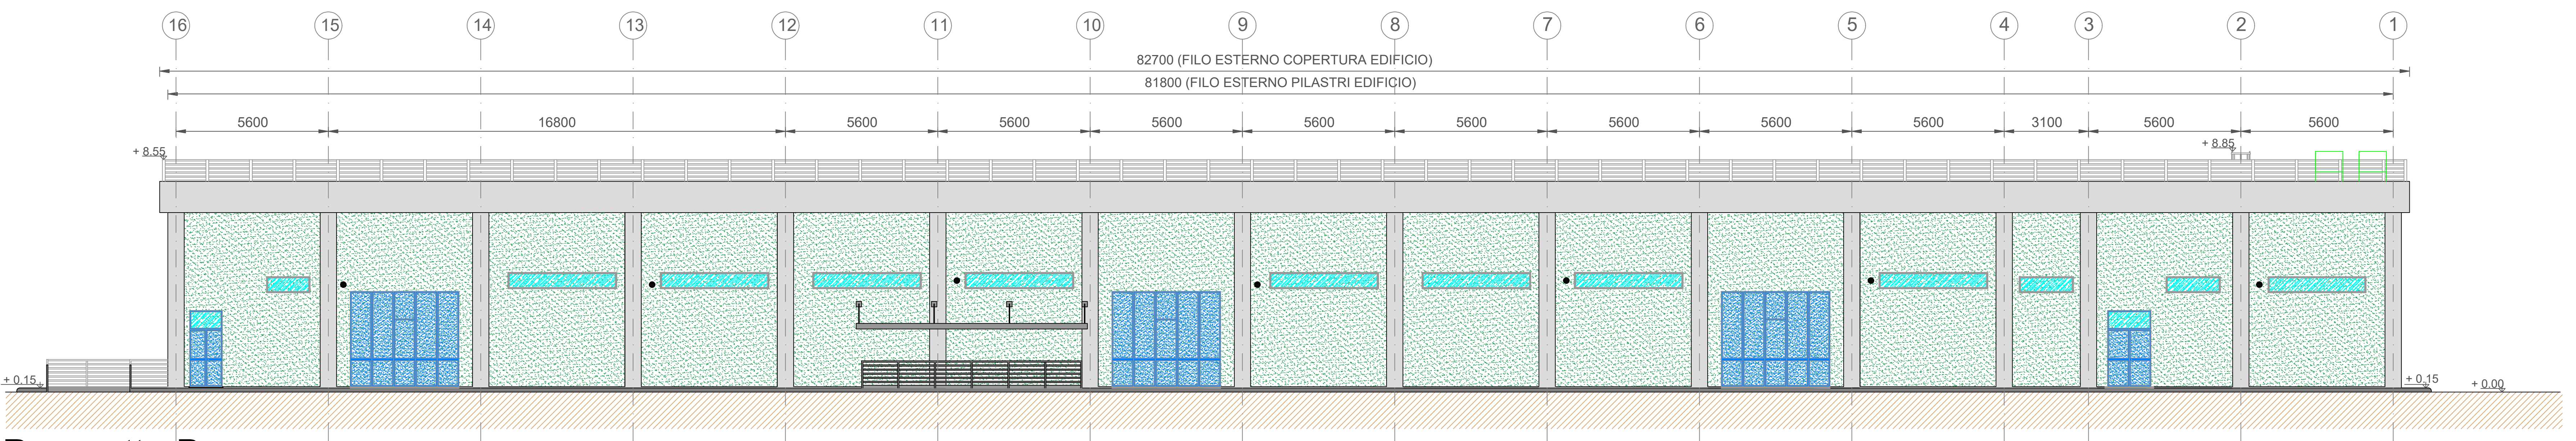 16 15 14 13 12 11 10 9 8 7 6 5 4 3 2 1
82700 (FILO ESTERNO COPERTURA EDIFICIO)
81800 (FILO ESTERNO PILASTRI EDIFICIO)
5600 16800 5600 5600 5600 5600 5600 5600 5600 5600 3100 5600 5600
+ 8.55
+ 8.85
+ 0.15
+ 0.15
+ 0.00